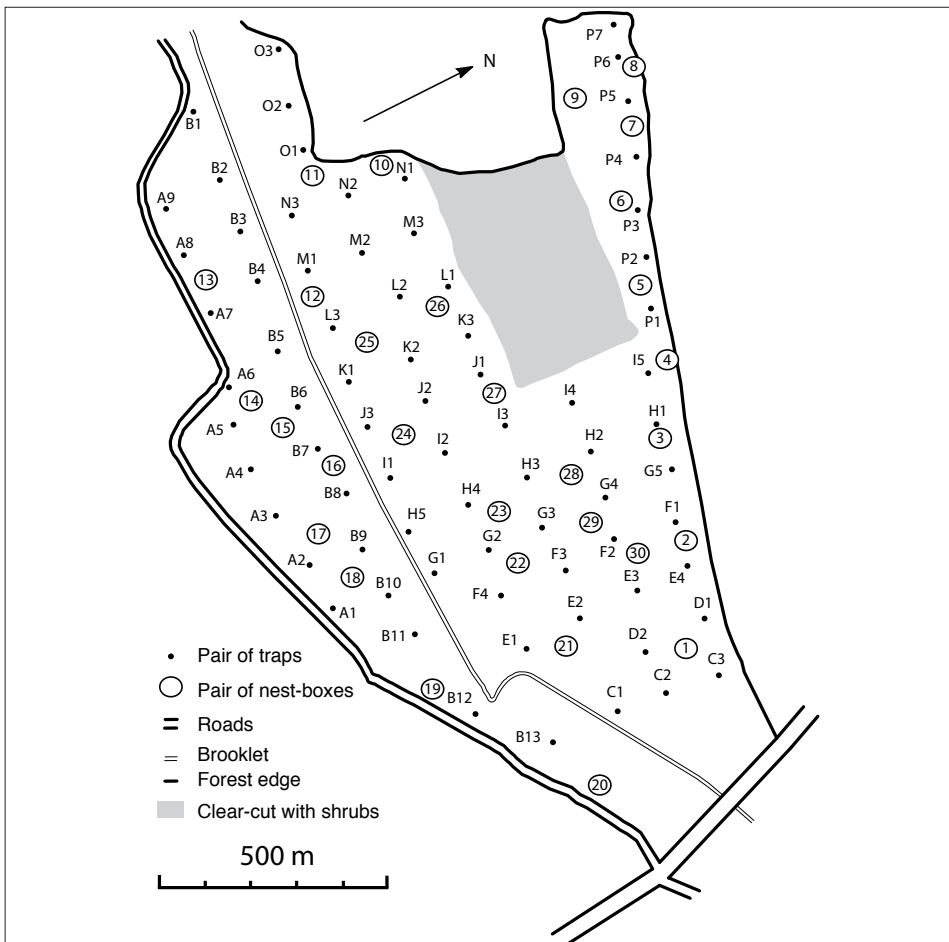 P7
O3
N
P6
8
9
P5
O2
B1
7
O1
P4
10
11
N1
B2
N2
A9
N3
6
P3
B3
M3
A8
M2
P2
M1
B4
13
L1
5
L2
12
26
A7
P1
L3
K3
25
B5
K2
4
I5
K1
J1
A6
14
27
J2
I4
B6
H1
A5
15
J3
24
I3
3
B7
I2
H2
16
G5
A4
I1
H3
28
B8
G4
H4
A3
23
F1
G3
29
17
H5
B9
G2
2
F2
30
A2
22
F3
18
G1
E4
B10
E3
F4
A1
E2
D1
B11
D2
E1
21
1
Pair of traps
C3
C2
19
Pair of nest-boxes
B12
C1
Roads
B13
Brooklet
Forest edge
20
Clear-cut with shrubs
500 m